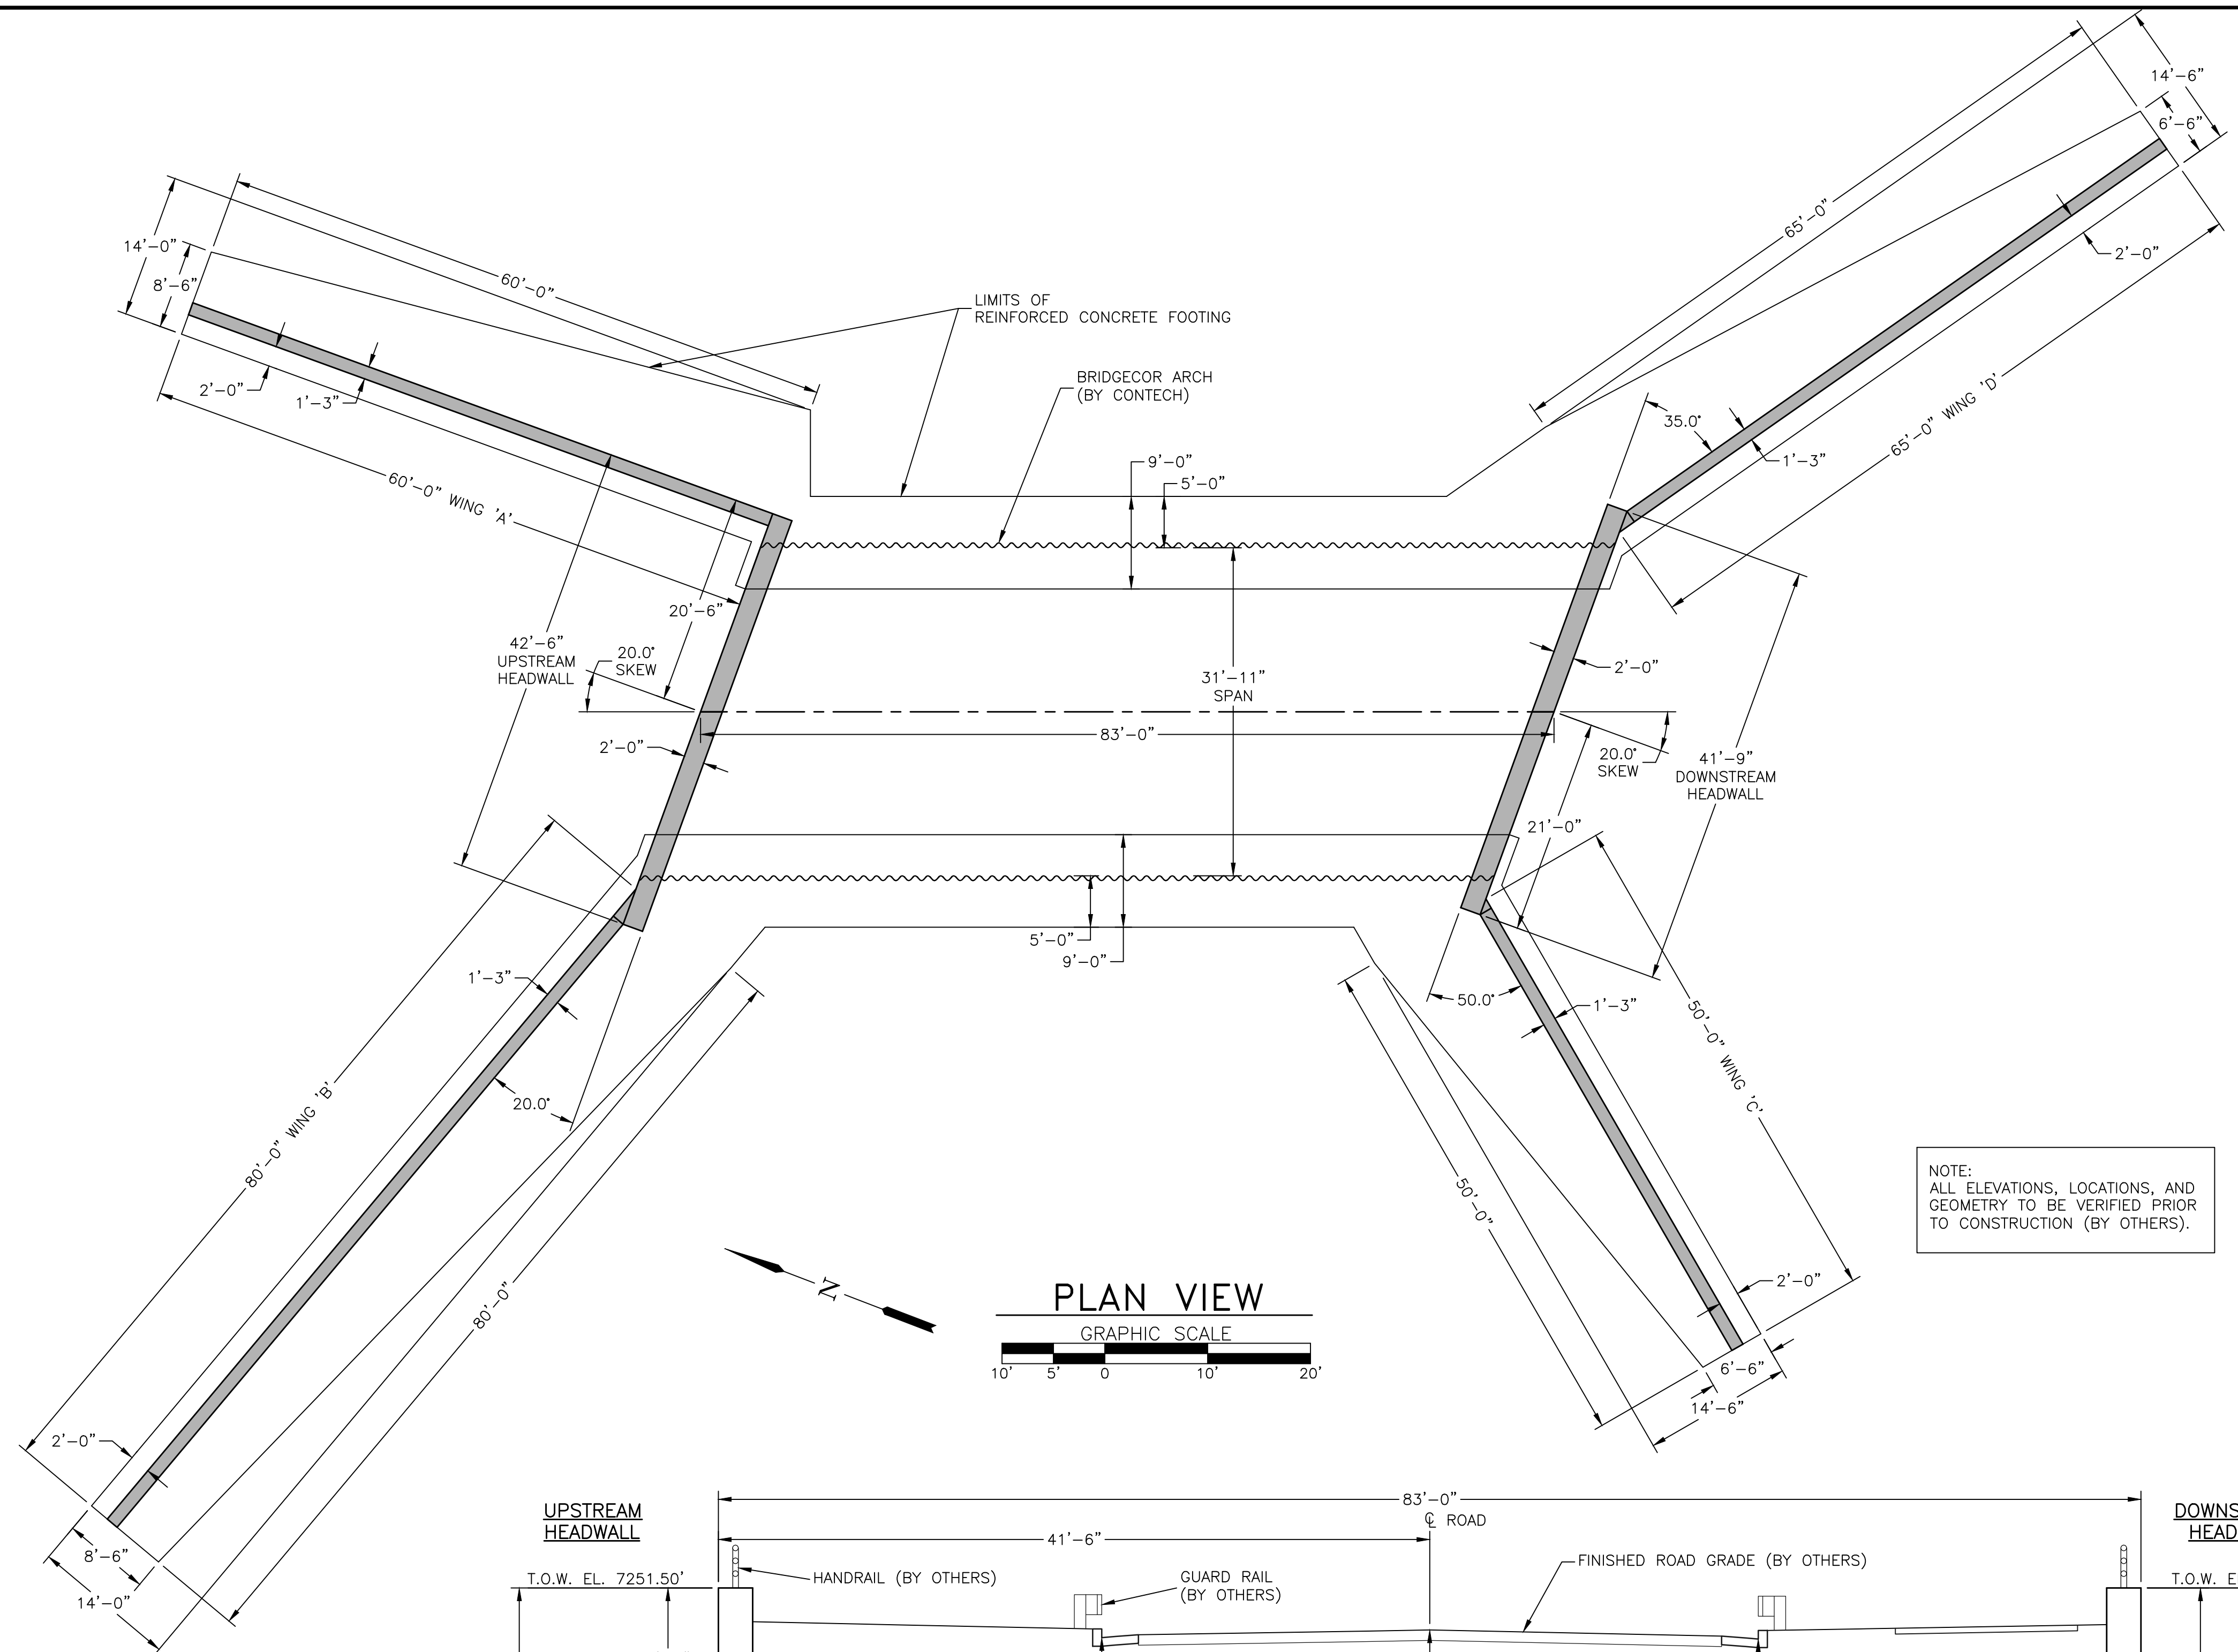 14'-6"
6'-6"
65'-0"
2'-0"
14'-0"
8'-6"
60'-0"
LIMITS OF
REINFORCED CONCRETE FOOTING
BRIDGECOR ARCH
(BY CONTECH)
2'-0"
1'-3"
35.0°
65'-0" WING 'D'
1'-3"
9'-0"
5'-0"
60'-0" WING 'A'
20'-6"
42'-6"
UPSTREAM
HEADWALL
20.0°
SKEW
31'-11"
SPAN
2'-0"
83'-0"
2'-0"
20.0°
SKEW
41'-9"
DOWNSTREAM
HEADWALL
21'-0"
5'-0"
9'-0"
1'-3"
50.0°
1'-3"
50'-0" WING 'C'
20.0°
80'-0" WING 'B'
80'-0"
50'-0"
NOTE:
ALL ELEVATIONS, LOCATIONS, AND
GEOMETRY TO BE VERIFIED PRIOR
TO CONSTRUCTION (BY OTHERS).
N
PLAN VIEW
GRAPHIC SCALE
10' 5' 0 10' 20'
2'-0"
6'-6"
14'-6"
2'-0"
8'-6"
14'-0"
UPSTREAM
HEADWALL
83'-0"
℄ ROAD
41'-6"
DOWNS
HEAD
HANDRAIL (BY OTHERS)
GUARD RAIL
(BY OTHERS)
FINISHED ROAD GRADE (BY OTHERS)
T.O.W. EL. 7251.50'
T.O.W. E